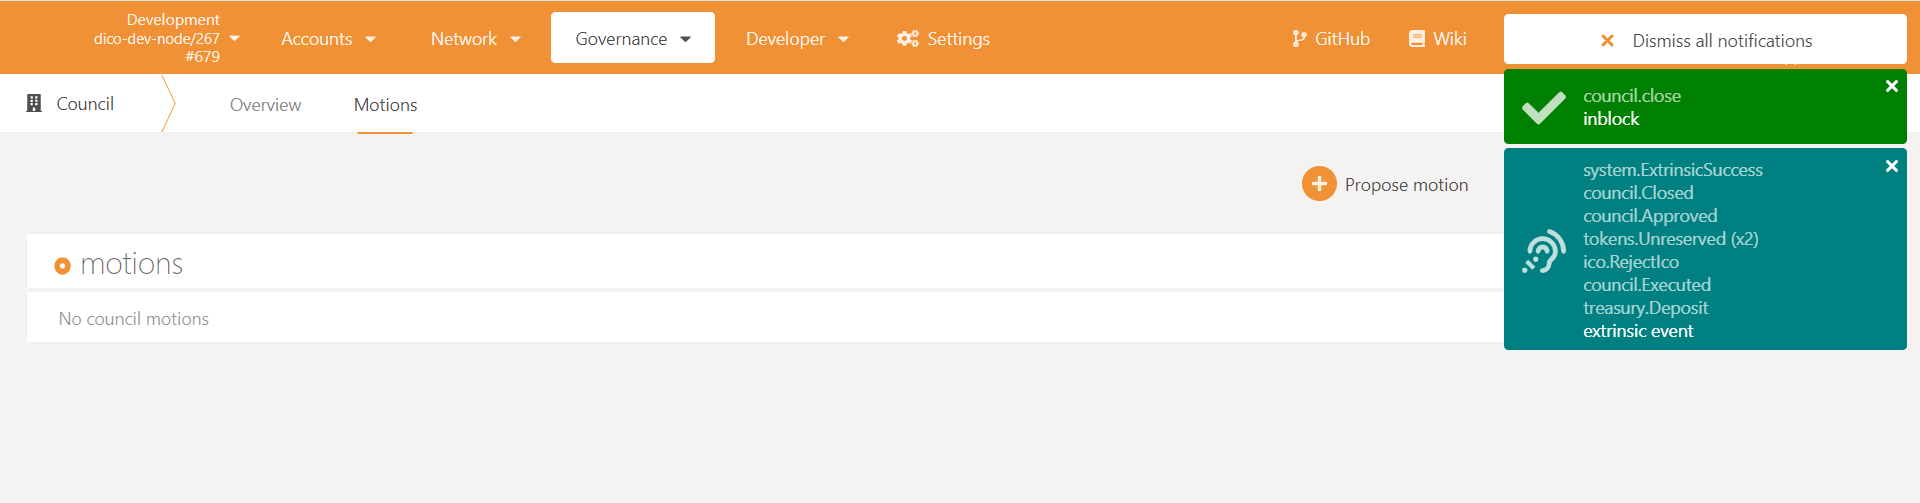 Development
dico-dev-node/267
#679
Accounts
Network
Governance
Developer
Settings
GitHub
Wiki
Dismiss all notifications
Council
Overview
Motions
council.close
inblock
system.ExtrinsicSuccess
council.Closed
council.Approved
tokens.Unreserved (x2)
ico.RejectIco
council.Executed
treasury.Deposit
extrinsic event
Propose motion
motions
No council motions